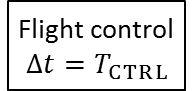 Flight control
Δt = T_CTRL